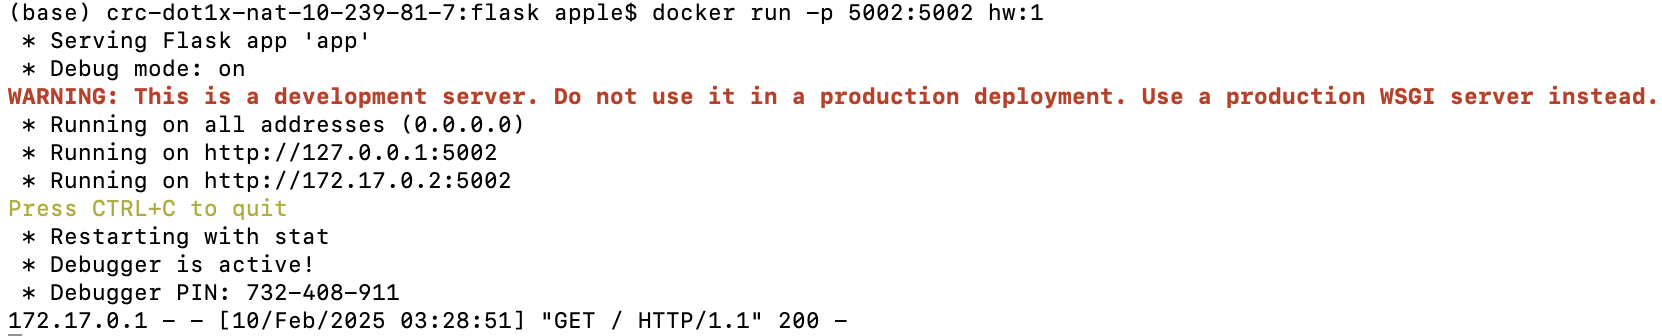 (base) crc-dot1x-nat-10-239-81-7:flask apple$ docker run -p 5002:5002 hw:1
 * Serving Flask app 'app'
 * Debug mode: on
WARNING: This is a development server. Do not use it in a production deployment. Use a production WSGI server instead.
 * Running on all addresses (0.0.0.0)
 * Running on http://127.0.0.1:5002
 * Running on http://172.17.0.2:5002
Press CTRL+C to quit
 * Restarting with stat
 * Debugger is active!
 * Debugger PIN: 732-408-911
172.17.0.1 - - [10/Feb/2025 03:28:51] "GET / HTTP/1.1" 200 -